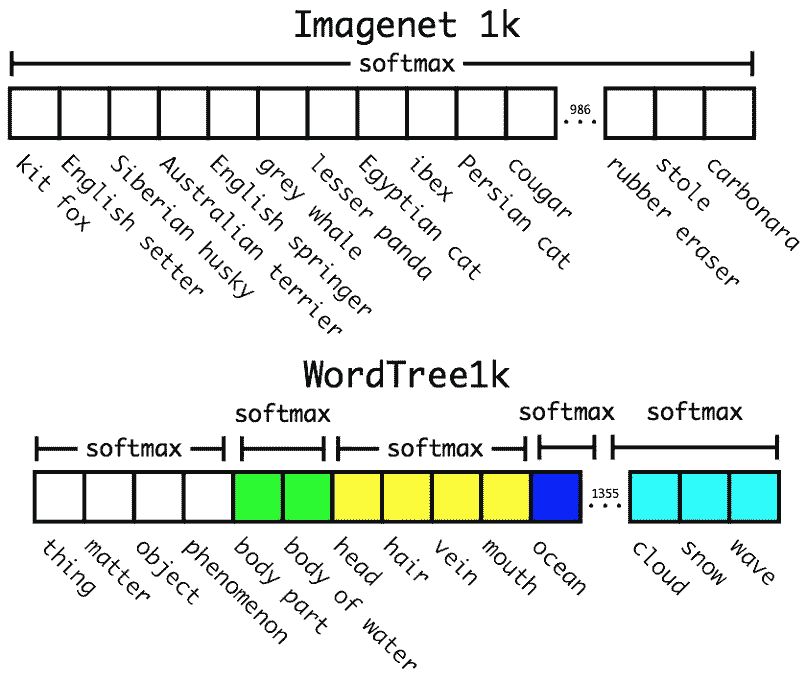 Imagenet 1k
softmax
986
...
kit fox
English setter
Siberian husky
Australian terrier
English springer
grey whale
lesser panda
Egyptian cat
ibex
Persian cat
cougar
rubber eraser
stole
carbonara
WordTree1k
softmax
softmax
softmax
softmax
softmax
1355
...
thing
matter
object
phenomenon
body part
body of water
head
hair
vein
mouth
ocean
cloud
snow
wave